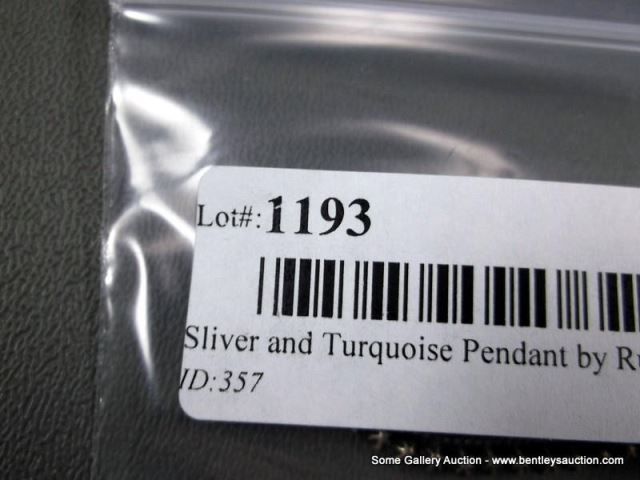 Lot#:1193
Sliver and Turquoise Pendant by
ID:357
Some Gallery Auction - www.bentleysauction.com